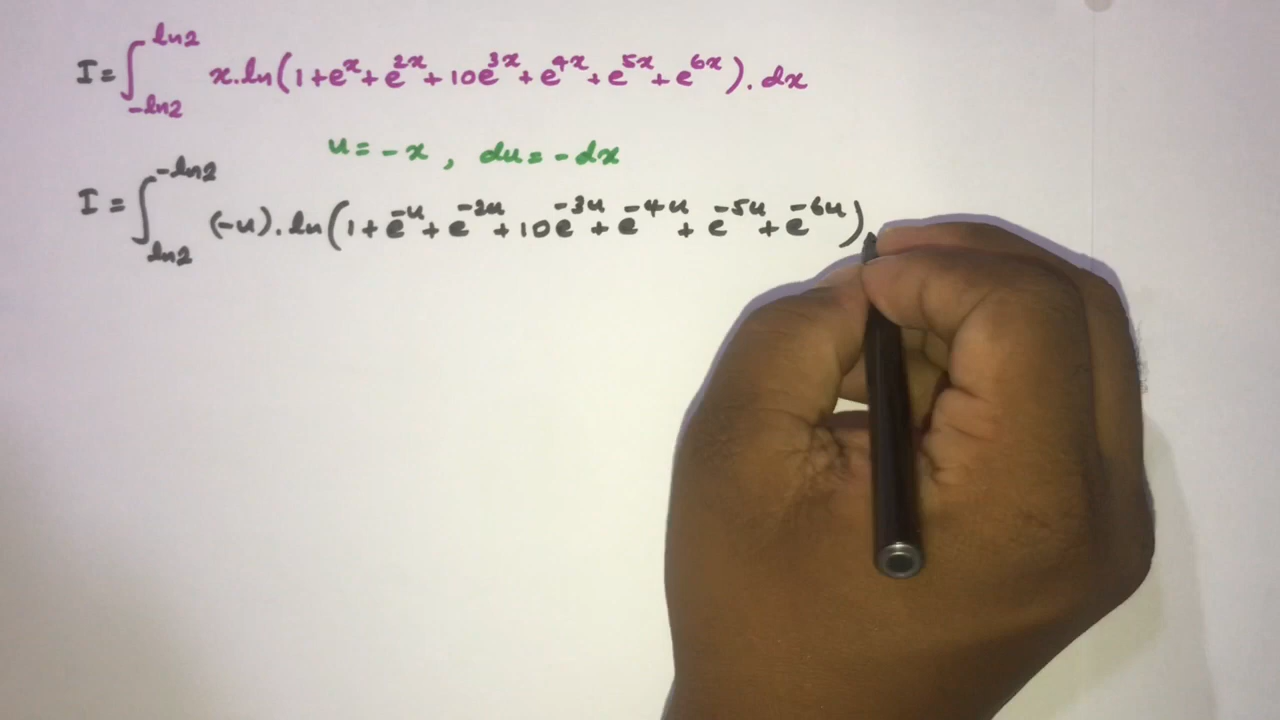 I = ∫_{-ln2}^{ln2} x.ln(1+e^x+e^{2x}+10e^{3x}+e^{4x}+e^{5x}+e^{6x}).dx
u = -x , du = -dx
I = ∫_{ln2}^{-ln2} (-u).ln(1+e^{-u}+e^{-2u}+10e^{-3u}+e^{-4u}+e^{-5u}+e^{-6u})